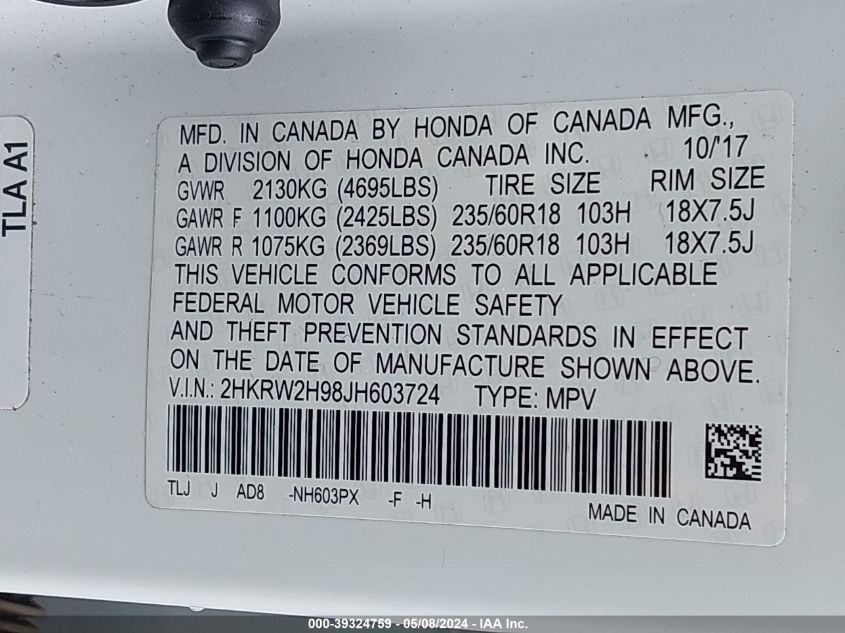 TLA A1
MFD. IN CANADA BY HONDA OF CANADA MFG.,
A DIVISION OF HONDA CANADA INC. 10/'17
GVWR 2130KG (4695LBS) TIRE SIZE RIM SIZE
GAWR F 1100KG (2425LBS) 235/60R18 103H 18X7.5J
GAWR R 1075KG (2369LBS) 235/60R18 103H 18X7.5J
THIS VEHICLE CONFORMS TO ALL APPLICABLE
FEDERAL MOTOR VEHICLE SAFETY
AND THEFT PREVENTION STANDARDS IN EFFECT
ON THE DATE OF MANUFACTURE SHOWN ABOVE.
V.I.N.: 2HKRW2H98JH603724 TYPE: MPV
TLJ J AD8 -NH603PX -F -H
MADE IN CANADA
000-39324759 - 05/08/2024 - IAA Inc.